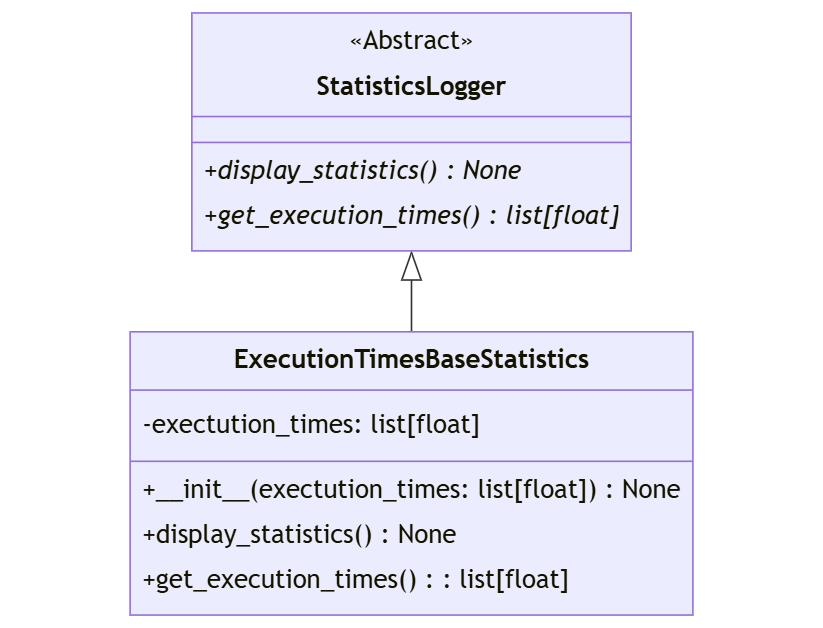 «Abstract»
StatisticsLogger
+display_statistics() : None
+get_execution_times() : list[float]
ExecutionTimesBaseStatistics
-exectution_times: list[float]
+__init__(exectution_times: list[float]) : None
+display_statistics() : None
+get_execution_times() : : list[float]